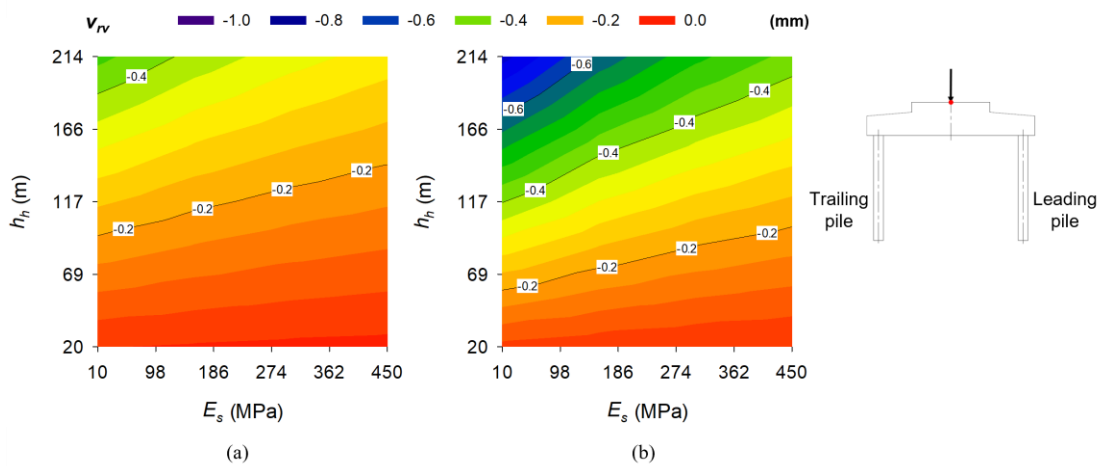 v_rv -1.0 -0.8 -0.6 -0.4 -0.2 0.0 (mm)
214
166
117
69
20
h_h (m)
10 98 186 274 362 450
E_s (MPa)
-0.4
-0.2 -0.2 -0.2 -0.2
(a)
214
166
117
69
20
h_h (m)
10 98 186 274 362 450
E_s (MPa)
-0.6
-0.6
-0.4 -0.4 -0.4 -0.4
-0.2 -0.2 -0.2 -0.2
(b)
Trailing
pile
Leading
pile